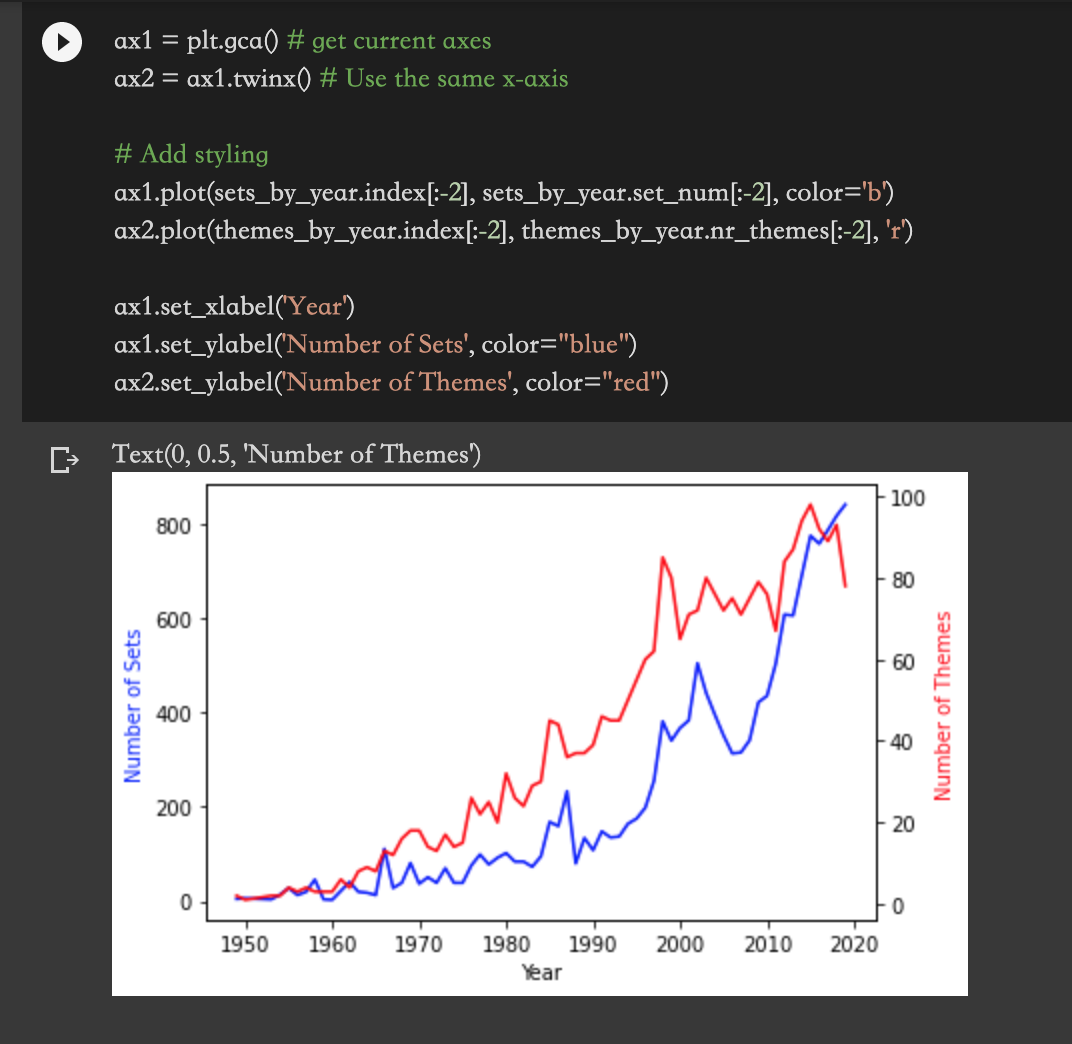 ax1 = plt.gca() # get current axes
ax2 = ax1.twinx() # Use the same x-axis
# Add styling
ax1.plot(sets_by_year.index[:-2], sets_by_year.set_num[:-2], color='b')
ax2.plot(themes_by_year.index[:-2], themes_by_year.nr_themes[:-2], 'r')
ax1.set_xlabel('Year')
ax1.set_ylabel('Number of Sets', color="blue")
ax2.set_ylabel('Number of Themes', color="red")
Text(0, 0.5, 'Number of Themes')
Number of Sets
800
600
400
200
0
100
80
60
40
20
0
Number of Themes
1950 1960 1970 1980 1990 2000 2010 2020
Year